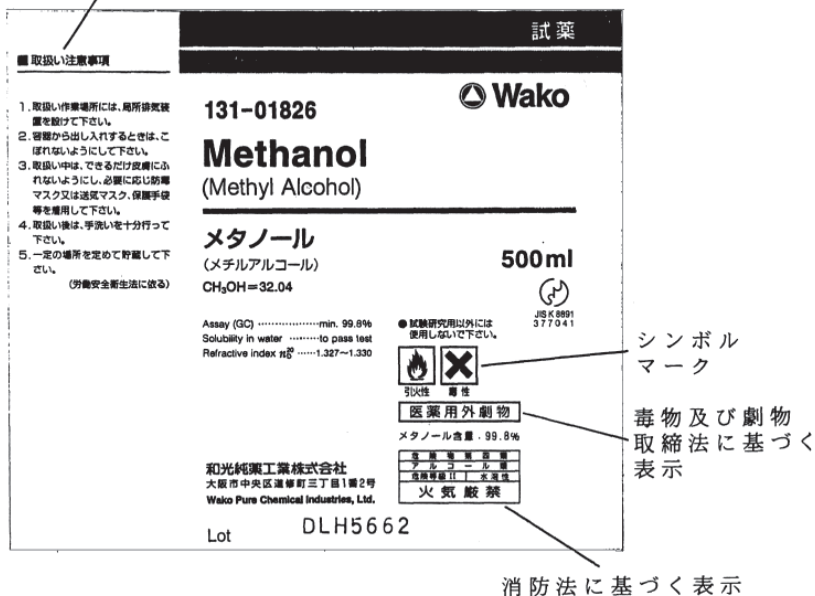 試薬
■取扱い注意事項
1.取扱い作業場所には、局所排気装
置を設けて下さい。
2.容器から出し入れするときは、こ
ぼれないようにして下さい。
3.取扱い中は、できるだけ皮膚にふ
れないようにし、必要に応じ防毒
マスク又は送気マスク、保護手袋
等を着用して下さい。
4.取扱い後は、手洗いを十分行って
下さい。
5.一定の場所を定めて貯蔵して下
さい。
(労働安全衛生法に依る)
131-01826
Wako
Methanol
(Methyl Alcohol)
メタノール
(メチルアルコール)
500ml
CH₃OH=32.04
JIS K 8891
377041
Assay (GC) ··················min. 99.8%
Solubility in water ·········to pass test
Refractive index n20D ······1.327~1.330
●試験研究用以外には
使用しないで下さい。
引火性 毒性
医薬用外劇物
メタノール含量・99.8%
危険物第四類
アルコール類
危険等級II 水溶性
火気厳禁
和光純薬工業株式会社
大阪市中央区道修町三丁目1番2号
Wako Pure Chemical Industries, Ltd.
Lot DLH5662
シンボル
マーク
毒物及び劇物
取締法に基づく
表示
消防法に基づく表示